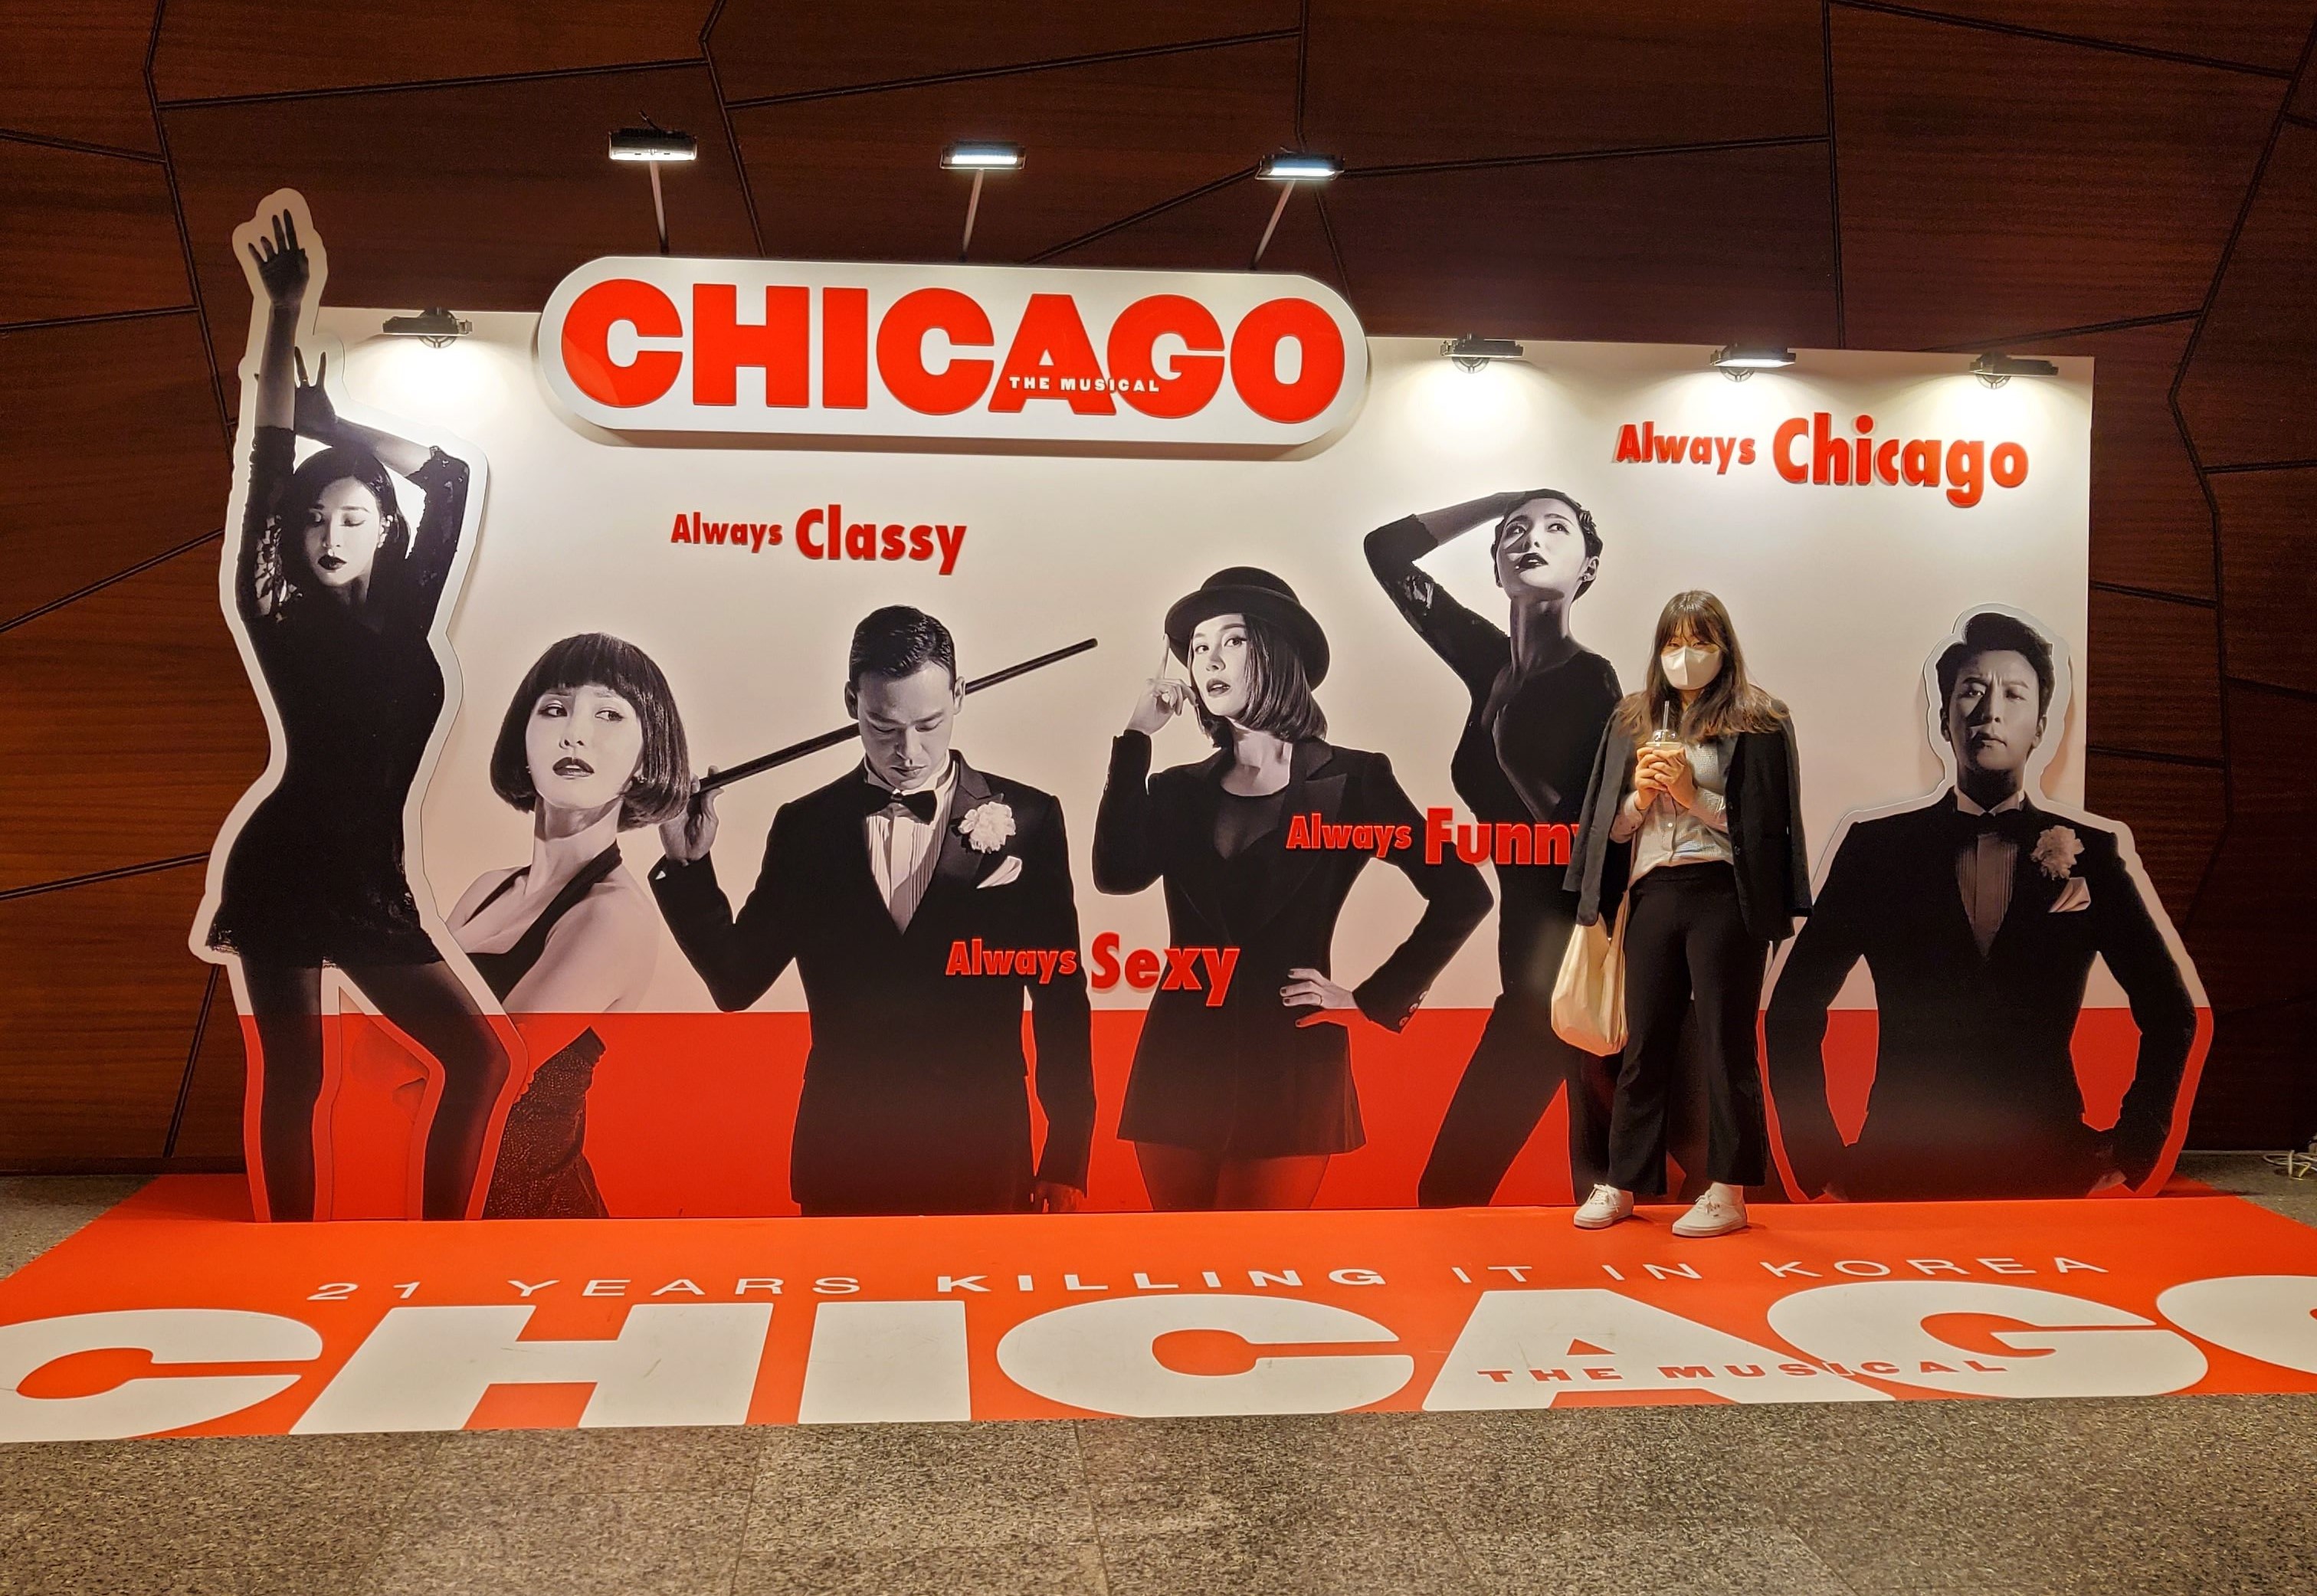 CHICAGO
THE MUSICAL
Always Chicago
Always Classy
Always Funny
Always Sexy
21 YEARS KILLING IT IN KOREA
CHICAGO
THE MUSICAL